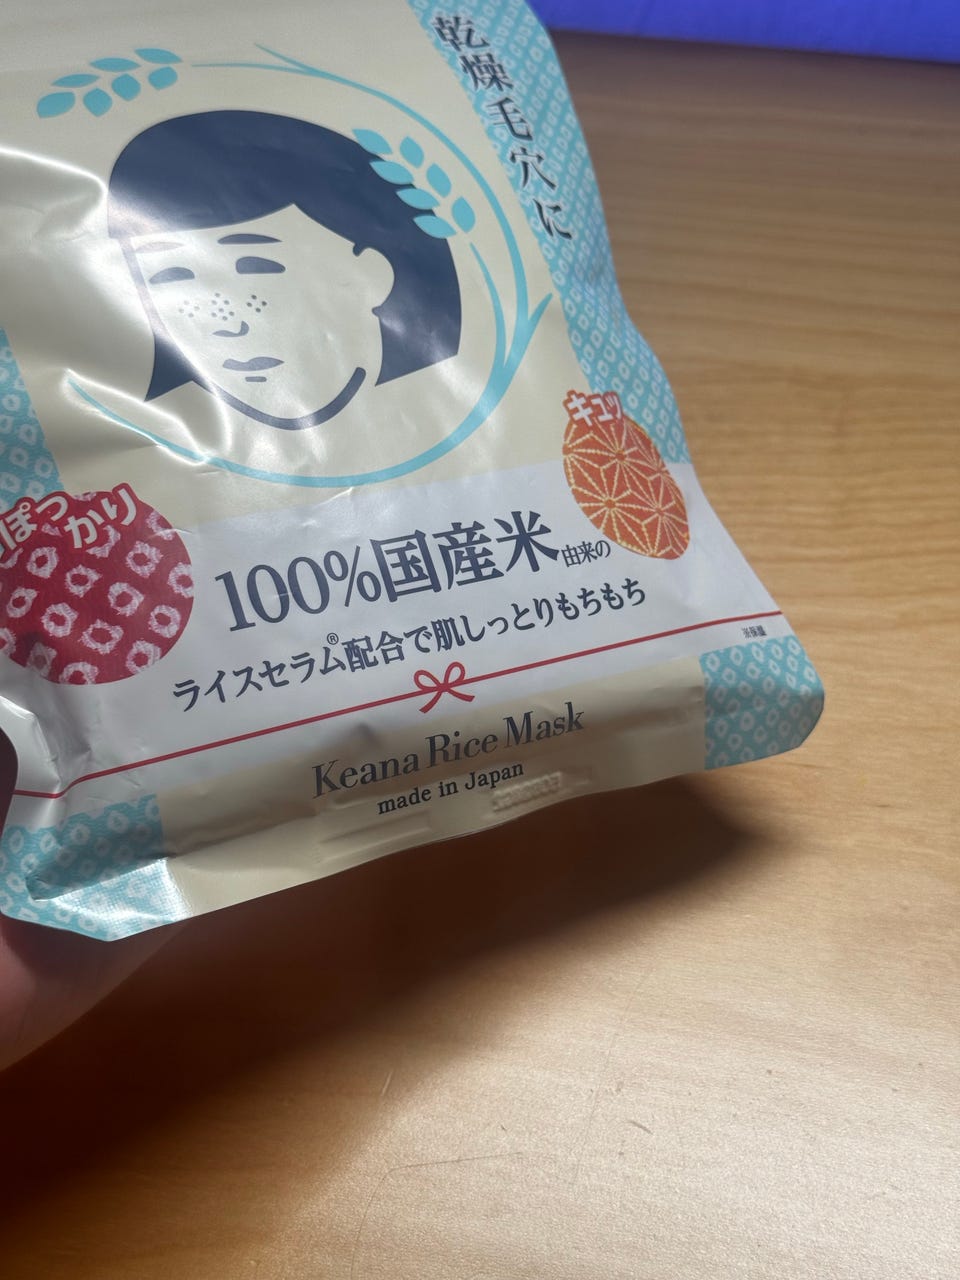 乾燥毛穴に
キュッ
ぽっかり
100%国産米由来の
ライスセラム®配合で肌しっとりもちもち
※保湿
Keana Rice Mask
made in Japan